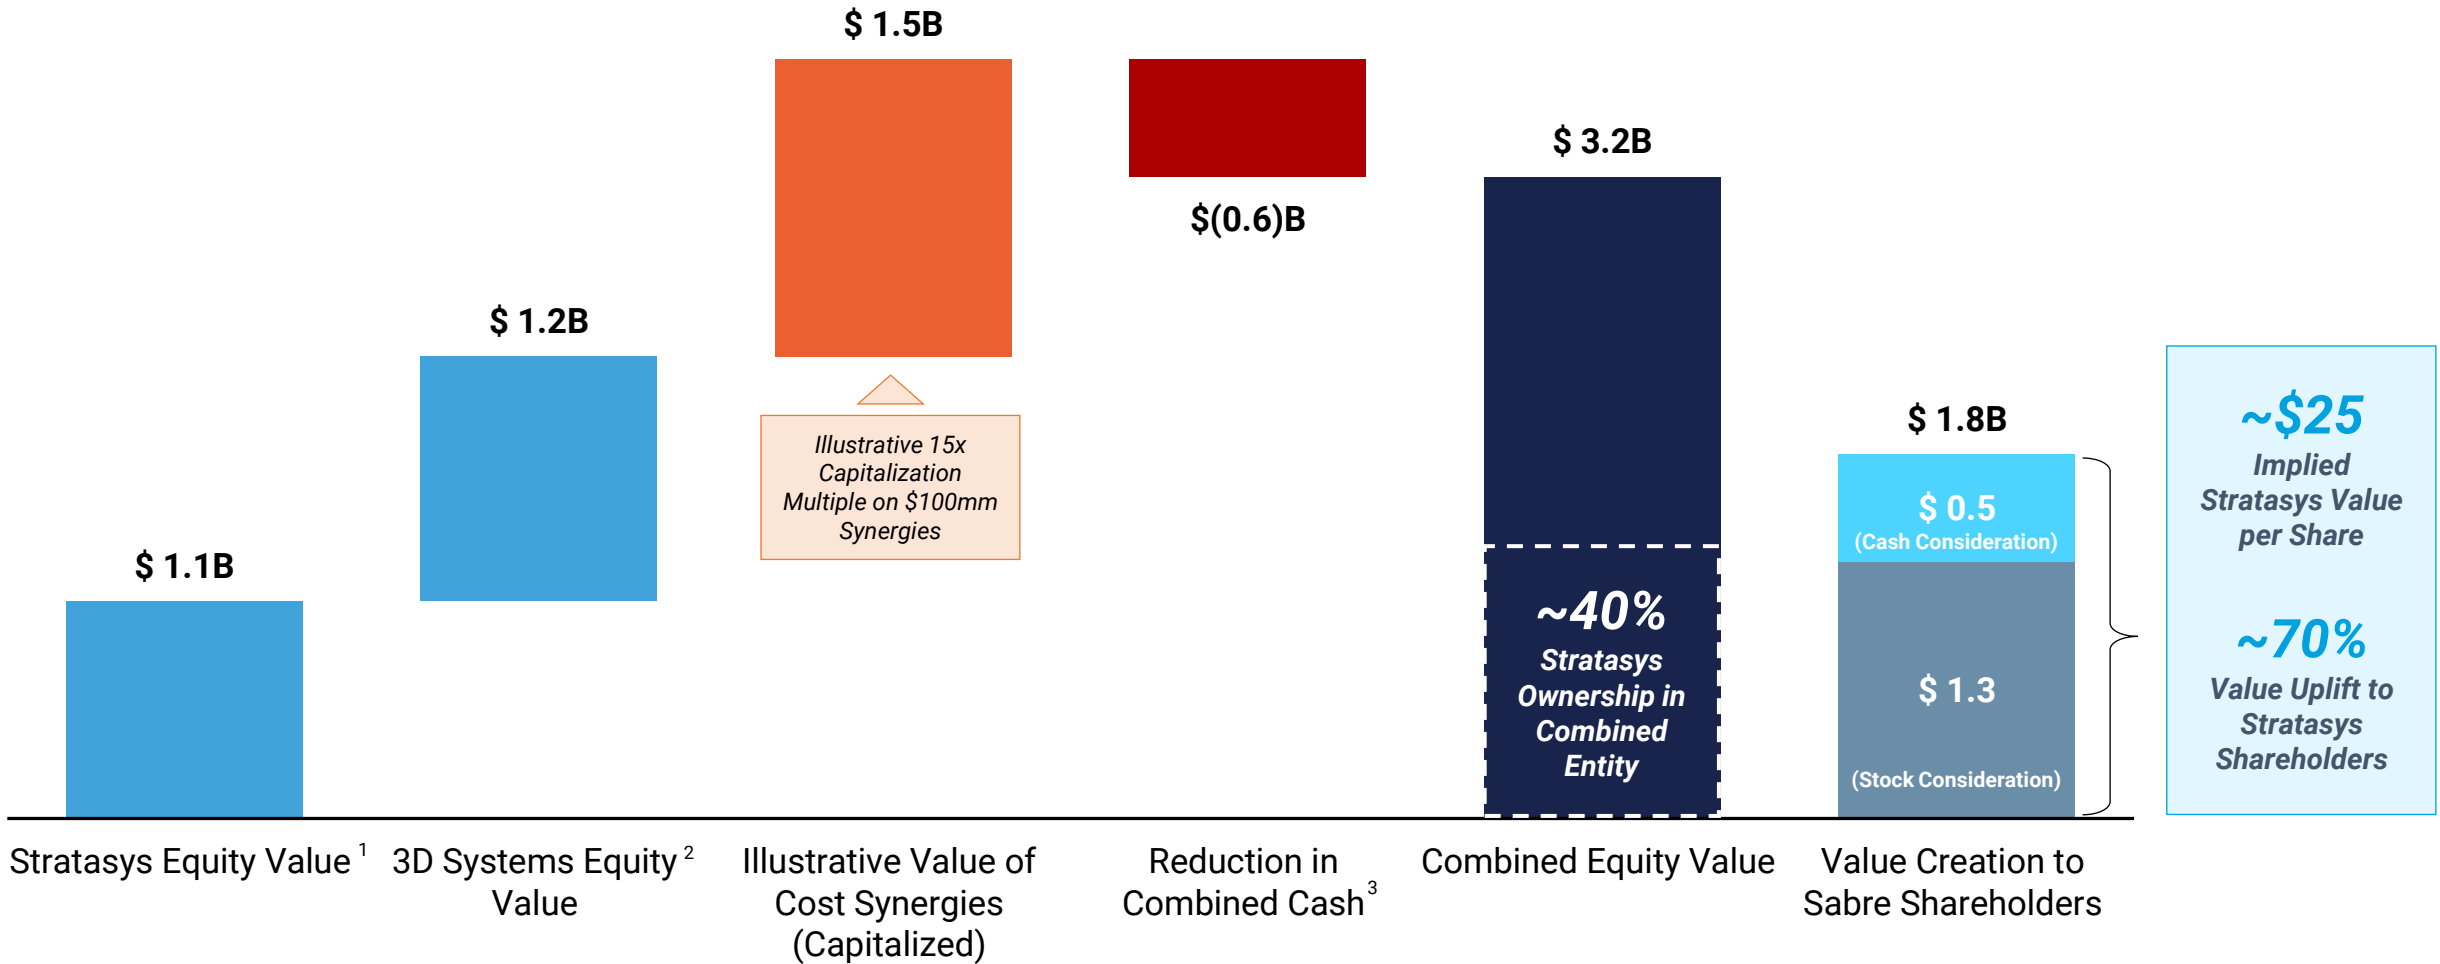 $ 1.5B
$(0.6)B
$ 3.2B
$ 1.2B
$ 1.1B
Illustrative 15x
Capitalization
Multiple on $100mm
Synergies
~40%
Stratasys
Ownership in
Combined
Entity
$ 1.8B
$ 0.5
(Cash Consideration)
$ 1.3
(Stock Consideration)
~$25
Implied
Stratasys Value
per Share
~70%
Value Uplift to
Stratasys
Shareholders
Stratasys Equity Value 1
3D Systems Equity 2
Value
Illustrative Value of
Cost Synergies
(Capitalized)
Reduction in
Combined Cash 3
Combined Equity Value
Value Creation to
Sabre Shareholders